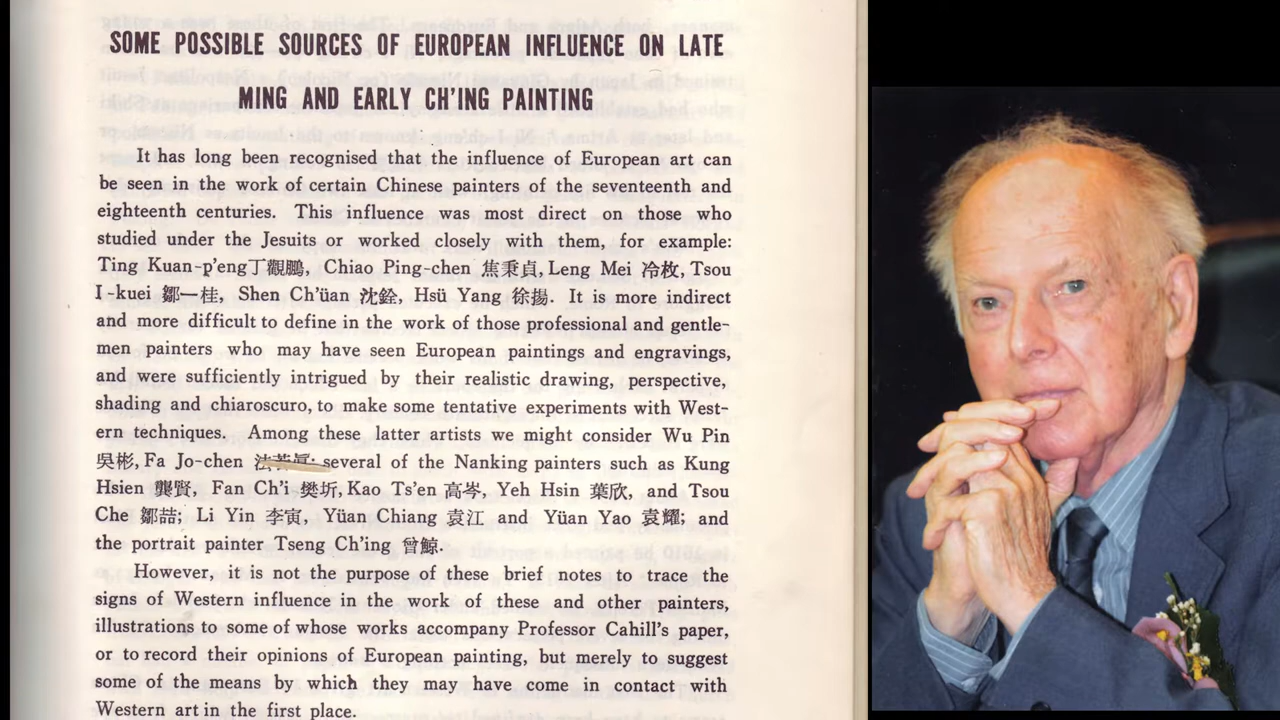 SOME POSSIBLE SOURCES OF EUROPEAN INFLUENCE ON LATE
MING AND EARLY CH'ING PAINTING
It has long been recognised that the influence of European art can
be seen in the work of certain Chinese painters of the seventeenth and
eighteenth centuries. This influence was most direct on those who
studied under the Jesuits or worked closely with them, for example:
Ting Kuan-p'eng丁觀鵬, Chiao Ping-chen 焦秉貞, Leng Mei 冷枚, Tsou
I-kuei 鄒一桂, Shen Ch'üan 沈銓, Hsü Yang 徐揚. It is more indirect
and more difficult to define in the work of those professional and gentle-
men painters who may have seen European paintings and engravings,
and were sufficiently intrigued by their realistic drawing, perspective,
shading and chiaroscuro, to make some tentative experiments with West-
ern techniques. Among these latter artists we might consider Wu Pin
吳彬, Fa Jo-chen several of the Nanking painters such as Kung
Hsien 龔賢, Fan Ch'i 樊圻, Kao Ts'en 高岑, Yeh Hsin 葉欣, and Tsou
Che 鄒喆; Li Yin 李寅, Yüan Chiang 袁江 and Yüan Yao 袁耀; and
the portrait painter Tseng Ch'ing 曾鯨.
However, it is not the purpose of these brief notes to trace the
signs of Western influence in the work of these and other painters,
illustrations to some of whose works accompany Professor Cahill's paper,
or to record their opinions of European painting, but merely to suggest
some of the means by which they may have come in contact with
Western art in the first place.